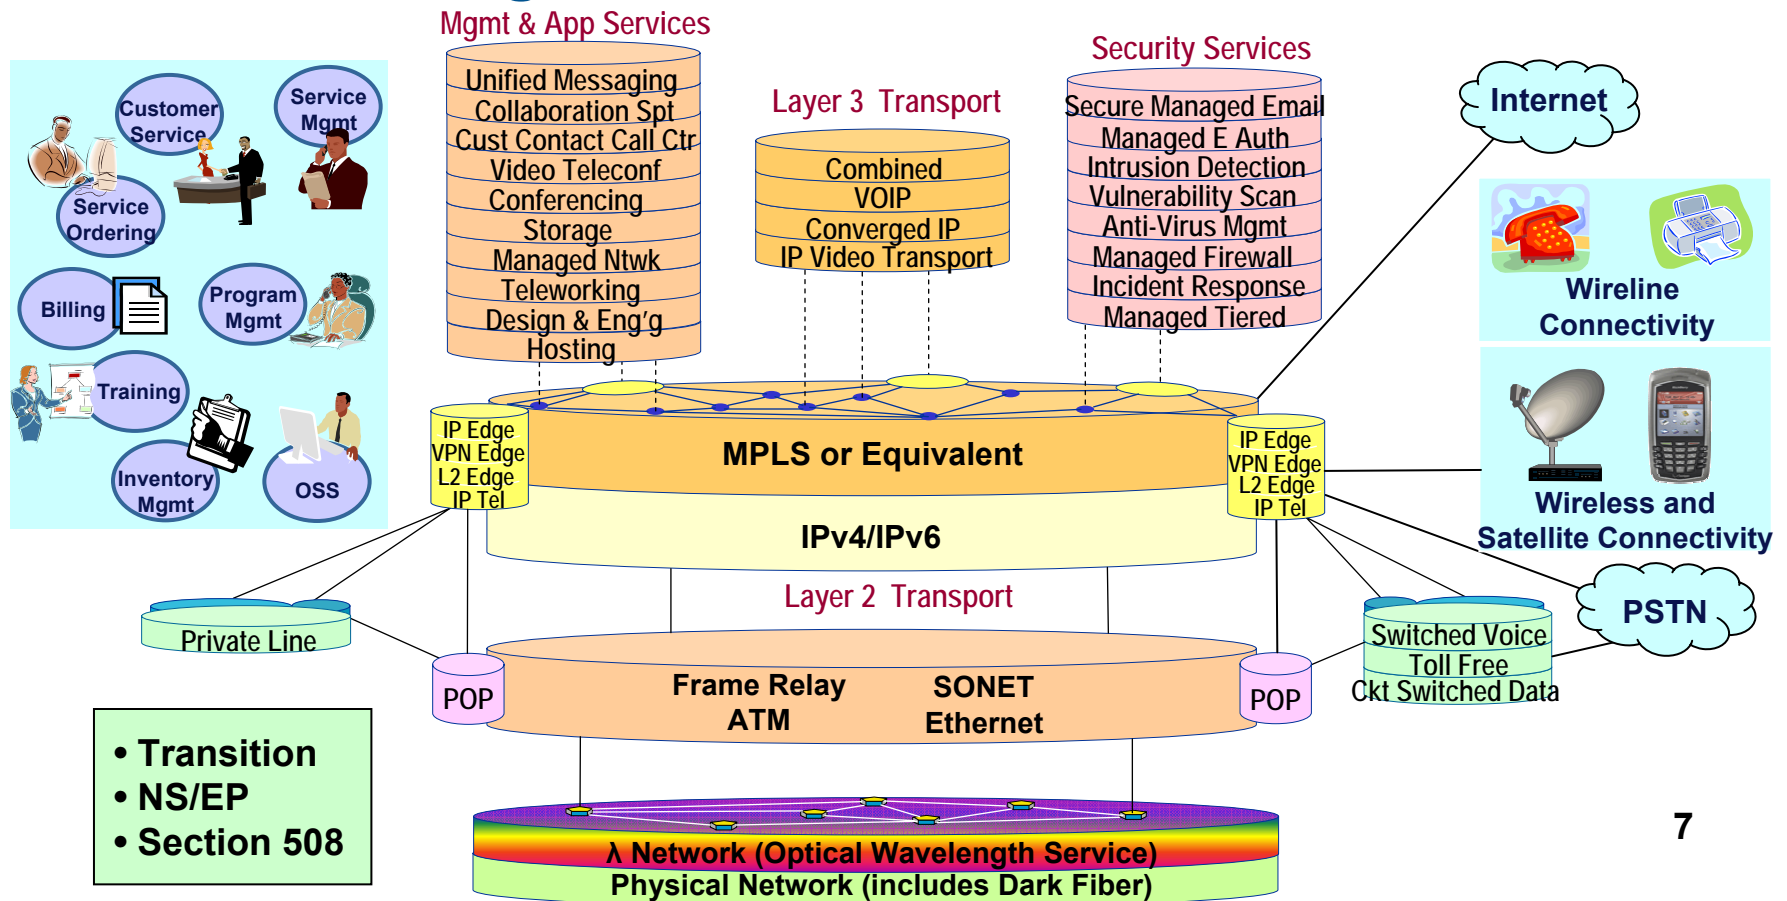 Mgmt & App Services
Unified Messaging
Collaboration Spt
Cust Contact Call Ctr
Video Teleconf
Conferencing
Storage
Managed Ntwk
Teleworking
Design & Eng'g
Hosting
Layer 3 Transport
Combined
VOIP
Converged IP
IP Video Transport
Security Services
Secure Managed Email
Managed E Auth
Intrusion Detection
Vulnerability Scan
Anti-Virus Mgmt
Managed Firewall
Incident Response
Managed Tiered
Internet
Customer
Service
Service
Mgmt
Service
Ordering
Billing
Program
Mgmt
Training
Inventory
Mgmt
OSS
Wireline
Connectivity
Wireless and
Satellite Connectivity
IP Edge
VPN Edge
L2 Edge
IP Tel
MPLS or Equivalent
IPv4/IPv6
IP Edge
VPN Edge
L2 Edge
IP Tel
Layer 2 Transport
Private Line
POP
Frame Relay
ATM
SONET
Ethernet
POP
Switched Voice
Toll Free
Ckt Switched Data
PSTN
• Transition
• NS/EP
• Section 508
λ Network (Optical Wavelength Service)
Physical Network (includes Dark Fiber)
7